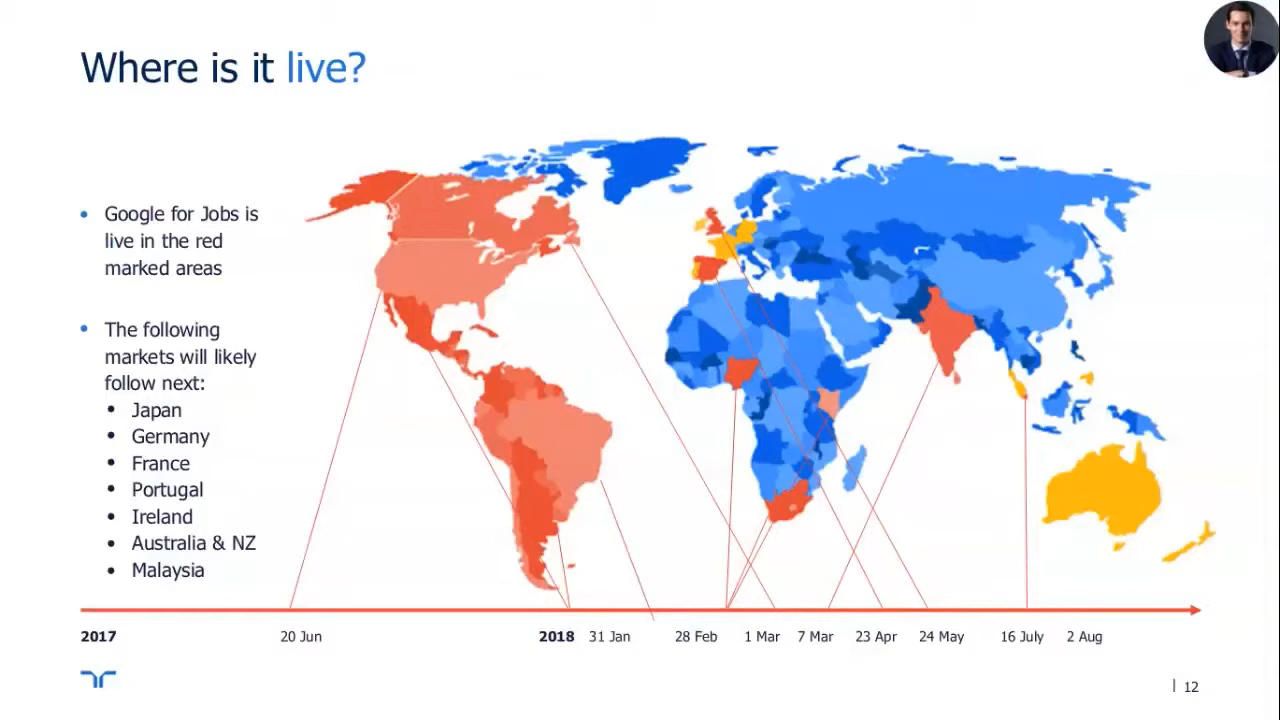 Where is it live?
Google for Jobs is
live in the red
marked areas
The following
markets will likely
follow next:
Japan
Germany
France
Portugal
Ireland
Australia & NZ
Malaysia
2017
20 Jun
2018
31 Jan
28 Feb
1 Mar
7 Mar
23 Apr
24 May
16 July
2 Aug
| 12